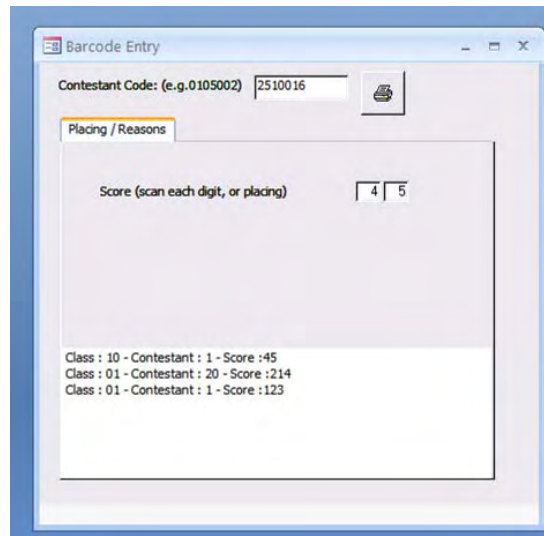 Barcode Entry
Contestant Code: (e.g.0105002) 2510016
Placing / Reasons
Score (scan each digit, or placing) 4 5
Class : 10 - Contestant : 1 - Score :45
Class : 01 - Contestant : 20 - Score :214
Class : 01 - Contestant : 1 - Score :123